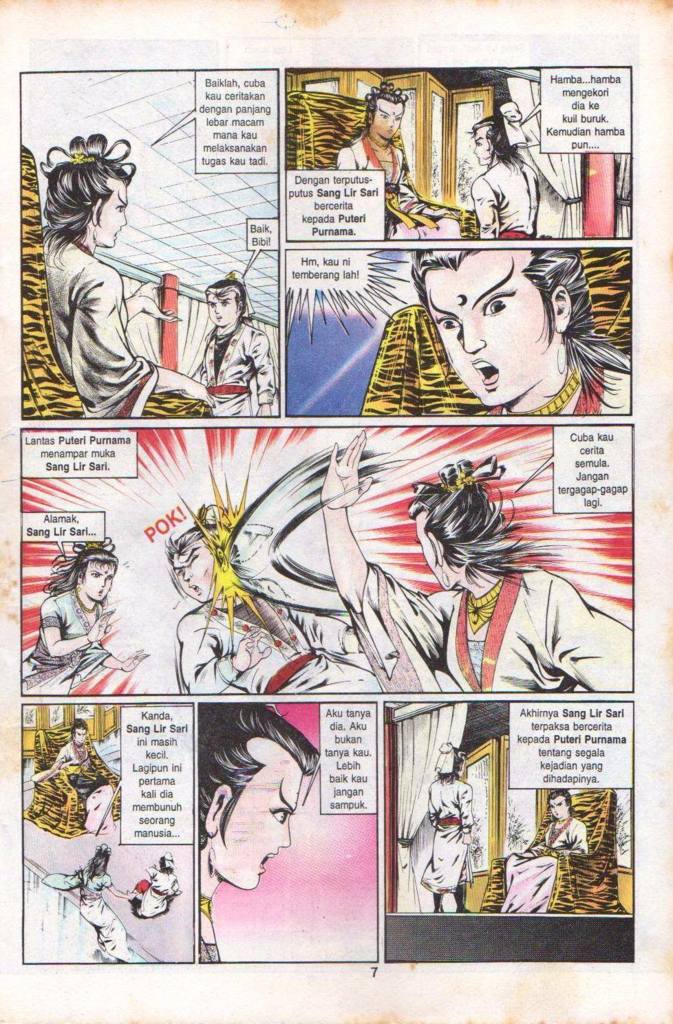 Baiklah, cuba
kau ceritakan
dengan panjang
lebar macam
mana kau
melaksanakan
tugas kau tadi.
Baik,
Bibi!
Hamba...hamba
mengekori
dia ke
kuil buruk.
Kemudian hamba
pun....
Dengan terputus-
putus Sang Lir Sari
bercerita
kepada Puteri
Purnama.
Hm, kau ni
temberang lah!
Lantas Puteri Purnama
menampar muka
Sang Lir Sari.
Alamak,
Sang Lir Sari...
POK!
Cuba kau
cerita
semula.
Jangan
tergagap-gagap
lagi.
Kanda,
Sang Lir Sari
ini masih
kecil.
Lagipun ini
pertama
kali dia
membunuh
seorang
manusia...
Aku tanya
dia. Aku
bukan
tanya kau.
Lebih
baik kau
jangan
sampuk.
Akhirnya Sang Lir Sari
terpaksa bercerita
kepada Puteri Purnama
tentang segala
kejadian yang
dihadapinya.
7